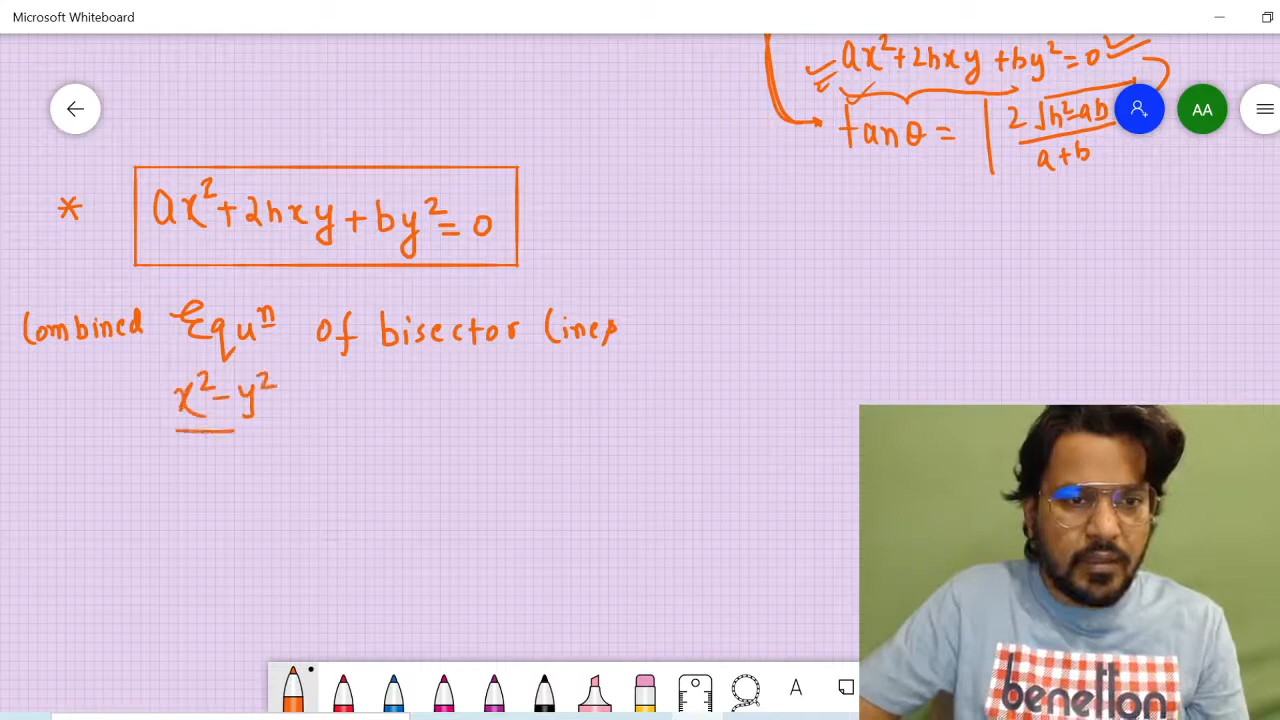 Microsoft Whiteboard
ax²+2hxy+by²=0
tanθ = | 2√h²-ab / a+b
AA
* ax²+2hxy+by²=0
Combined Equⁿ of bisector lines
x²-y²
A
benetton